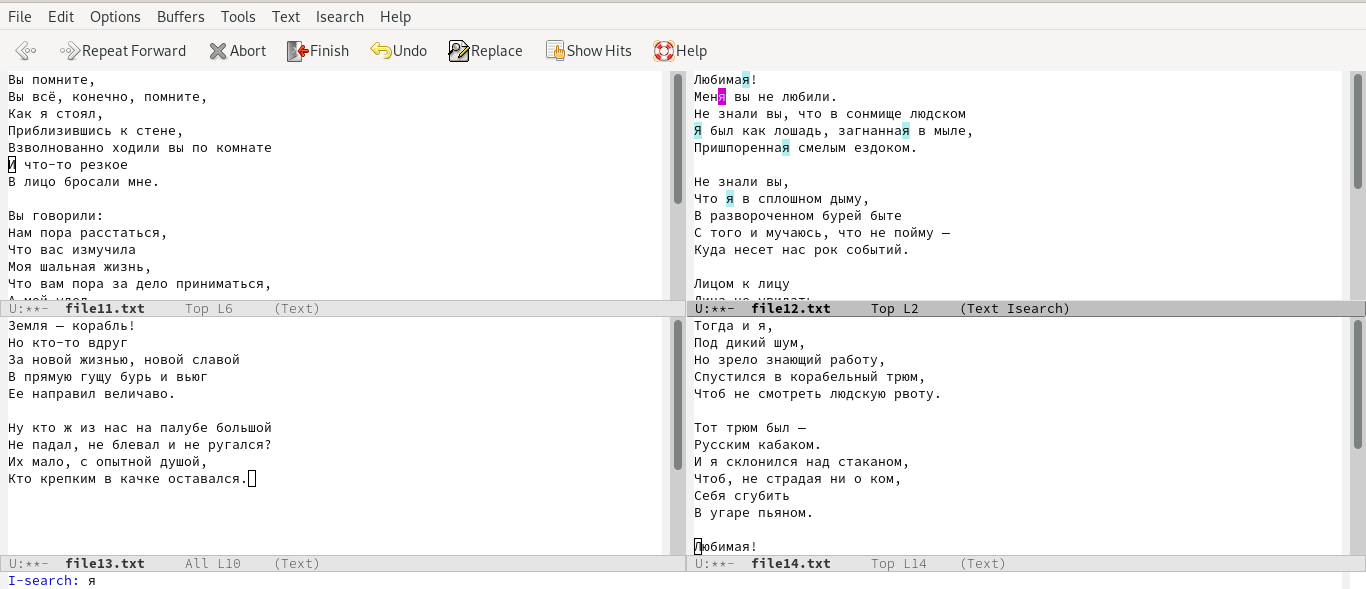 File Edit Options Buffers Tools Text Isearch Help
Repeat Forward Abort Finish Undo Replace Show Hits Help
Вы помните,
Вы всё, конечно, помните,
Как я стоял,
Приблизившись к стене,
Взволнованно ходили вы по комнате
И что-то резкое
В лицо бросали мне.
Вы говорили:
Нам пора расстаться,
Что вас измучила
Моя шальная жизнь,
Что вам пора за дело приниматься,
А мой удел
U:**- file11.txt Top L6 (Text)
Любимая!
Меня вы не любили.
Не знали вы, что в сонмище людском
Я был как лошадь, загнанная в мыле,
Пришпоренная смелым ездоком.
Не знали вы,
Что я в сплошном дыму,
В развороченном бурей быте
С того и мучаюсь, что не пойму —
Куда несет нас рок событий.
Лицом к лицу
Лица не увидать
U:**- file12.txt Top L2 (Text Isearch)
Земля — корабль!
Но кто-то вдруг
За новой жизнью, новой славой
В прямую гущу бурь и вьюг
Ее направил величаво.
Ну кто ж из нас на палубе большой
Не падал, не блевал и не ругался?
Их мало, с опытной душой,
Кто крепким в качке оставался.
U:**- file13.txt All L10 (Text)
Тогда и я,
Под дикий шум,
Но зрело знающий работу,
Спустился в корабельный трюм,
Чтоб не смотреть людскую рвоту.
Тот трюм был —
Русским кабаком.
И я склонился над стаканом,
Чтоб, не страдая ни о ком,
Себя сгубить
В угаре пьяном.
Любимая!
U:**- file14.txt Top L14 (Text)
I-search: я